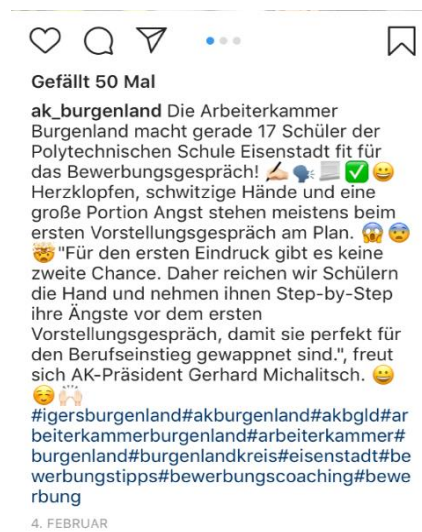 Gefällt 50 Mal
ak_burgenland Die Arbeiterkammer
Burgenland macht gerade 17 Schüler der
Polytechnischen Schule Eisenstadt fit für
das Bewerbungsgespräch! ✍🏻🗣📃✅😀
Herzklopfen, schwitzige Hände und eine
große Portion Angst stehen meistens beim
ersten Vorstellungsgespräch am Plan. 😱😨
🤯"Für den ersten Eindruck gibt es keine
zweite Chance. Daher reichen wir Schülern
die Hand und nehmen ihnen Step-by-Step
ihre Ängste vor dem ersten
Vorstellungsgespräch, damit sie perfekt für
den Berufseinstieg gewappnet sind.", freut
sich AK-Präsident Gerhard Michalitsch. 😀
☺️🙌🏻
#igersburgenland#akburgenland#akbgld#ar
beiterkammerburgenland#arbeiterkammer#
burgenland#burgenlandkreis#eisenstadt#be
werbungstipps#bewerbungscoaching#bewe
rbung
4. FEBRUAR